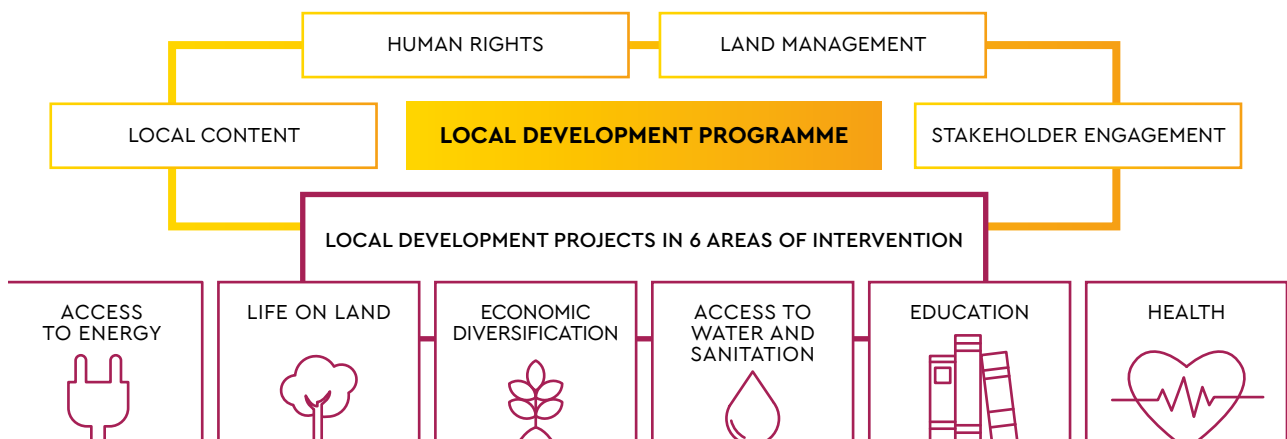 HUMAN RIGHTS
LAND MANAGEMENT
LOCAL CONTENT
LOCAL DEVELOPMENT PROGRAMME
STAKEHOLDER ENGAGEMENT
LOCAL DEVELOPMENT PROJECTS IN 6 AREAS OF INTERVENTION
ACCESS
TO ENERGY
LIFE ON LAND
ECONOMIC
DIVERSIFICATION
ACCESS TO
WATER AND
SANITATION
EDUCATION
HEALTH